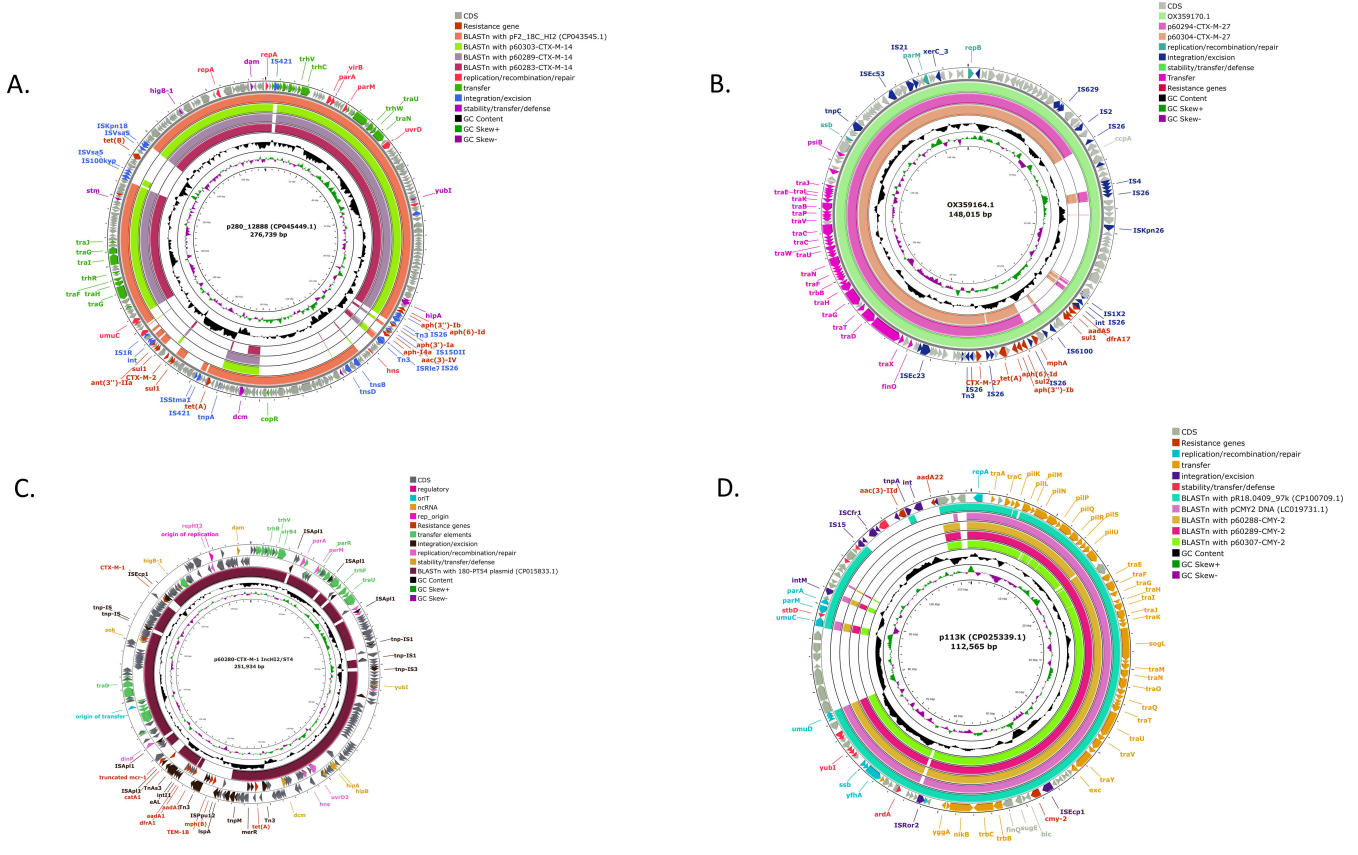 A.
CDS
Resistance gene
BLASTn with pF2_18C_HI2 (CP043545.1)
BLASTn with p60303-CTX-M-14
BLASTn with p60289-CTX-M-14
BLASTn with p60283-CTX-M-14
replication/recombination/repair
transfer
integration/excision
stability/transfer/defense
GC Content
GC Skew+
GC Skew-
repA
IS421
trhV
trhC
virB
parA
parM
traU
trhW
traN
uvrD
yubI
hipA
aph(3'')-Ib
aph(6)-Id
Tn3
IS26
aph(3')-Ia
aph-I4a
IS15DII
aac(3)-IV
Tn3
ISRle7
IS26
hns
tnsB
tnsD
copR
dcm
tnpA
tet(A)
IS421
ISStma1
sul1
CTX-M-2
ant(3'')-IIa
sul1
int
IS1R
umuC
traG
traF
traH
trhR
traI
traG
traJ
stm
IS100kyp
ISVsa5
tet(B)
ISVsa5
ISKpn18
higB-1
repA
dam
p280_12888 (CP045449.1)
276,739 bp
B.
CDS
OX359170.1
p60294-CTX-M-27
p60304-CTX-M-27
replication/recombination/repair
integration/excision
stability/transfer/defense
Transfer
Resistance genes
GC Content
GC Skew+
GC Skew-
repB
IS629
IS2
IS26
ccpA
IS4
IS26
ISKpn26
IS1X2
int
IS26
aadA5
sul1
dfrA17
IS6100
mphA
IS26
aph(6)-Id
sul2
aph(3'')-Ib
tet(A)
CTX-M-27
IS26
IS26
Tn3
ISEc23
finO
traX
traD
traT
traG
traH
trbB
traF
traN
traU
traW
traC
traC
traV
traP
traB
traK
traL
traE
traJ
psiB
ssb
tnpC
ISEc53
IS21
parM
xerC_3
OX359164.1
148,015 bp
C.
CDS
regulatory
oriT
ncRNA
rep_origin
Resistance genes
transfer elements
integration/excision
replication/recombination/repair
stability/transfer/defense
BLASTn with 180-PT54 plasmid (CP015833.1)
GC Content
GC Skew+
GC Skew-
repHI2
origin of replication
dam
trhV
trhB
virB4
ISApl1
parA
parR
parM
ISApl1
trhF
traU
ISApl1
tnp-IS1
tnp-IS1
tnp-IS3
yubI
hipA
hipB
uvrD2
hns
dcm
Tn3
tet(A)
merR
tnpM
IspA
ISPpu12
mph(B)
TEM-1B
Tn3
aadA1
dfrA1
aadA1
eAL
intI1
TnAs3
catA1
ISApl1
truncated mcr-1
ISApl1
dinP
origin of transfer
traD
sok
tnp-IS
tnp-IS
CTX-M-1
ISEcp1
higB-1
p60280-CTX-M-1 IncHI2/ST4
251,934 bp
D.
CDS
Resistance genes
replication/recombination/repair
transfer
integration/excision
stability/transfer/defense
BLASTn with pR18.0409_97k (CP100709.1)
BLASTn with pCMY2 DNA (LC019731.1)
BLASTn with p60288-CMY-2
BLASTn with p60289-CMY-2
BLASTn with p60307-CMY-2
GC Content
GC Skew+
GC Skew-
repA
traA
traC
pilK
pilL
pilM
pilN
pilP
pilQ
pilR
pilS
pilU
traE
traF
traG
traH
traI
traJ
traK
sogL
traM
traN
traO
traQ
traT
traU
traV
traY
exc
ISEcp1
cmy-2
blc
sugE
finQ
trbB
trbC
nikB
yggA
ISRor2
ardA
yfhA
ssb
yubI
umuD
umuC
stbD
parM
parA
intM
IS15
ISCfr1
aac(3)-IId
tnpA
int
aadA22
p113K (CP025339.1)
112,565 bp